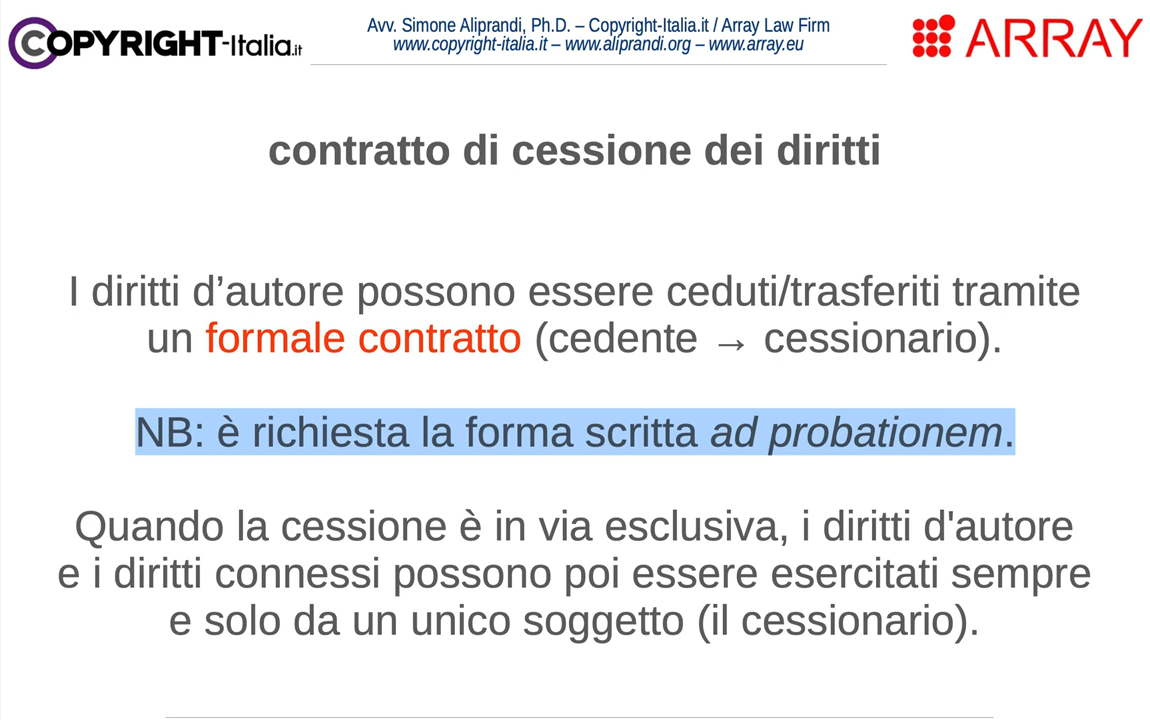 COPYRIGHT-Italia.it
Avv. Simone Aliprandi, Ph.D. – Copyright-Italia.it / Array Law Firm
www.copyright-italia.it – www.aliprandi.org – www.array.eu
ARRAY
contratto di cessione dei diritti
I diritti d’autore possono essere ceduti/trasferiti tramite
un formale contratto (cedente → cessionario).
NB: è richiesta la forma scritta ad probationem.
Quando la cessione è in via esclusiva, i diritti d'autore
e i diritti connessi possono poi essere esercitati sempre
e solo da un unico soggetto (il cessionario).